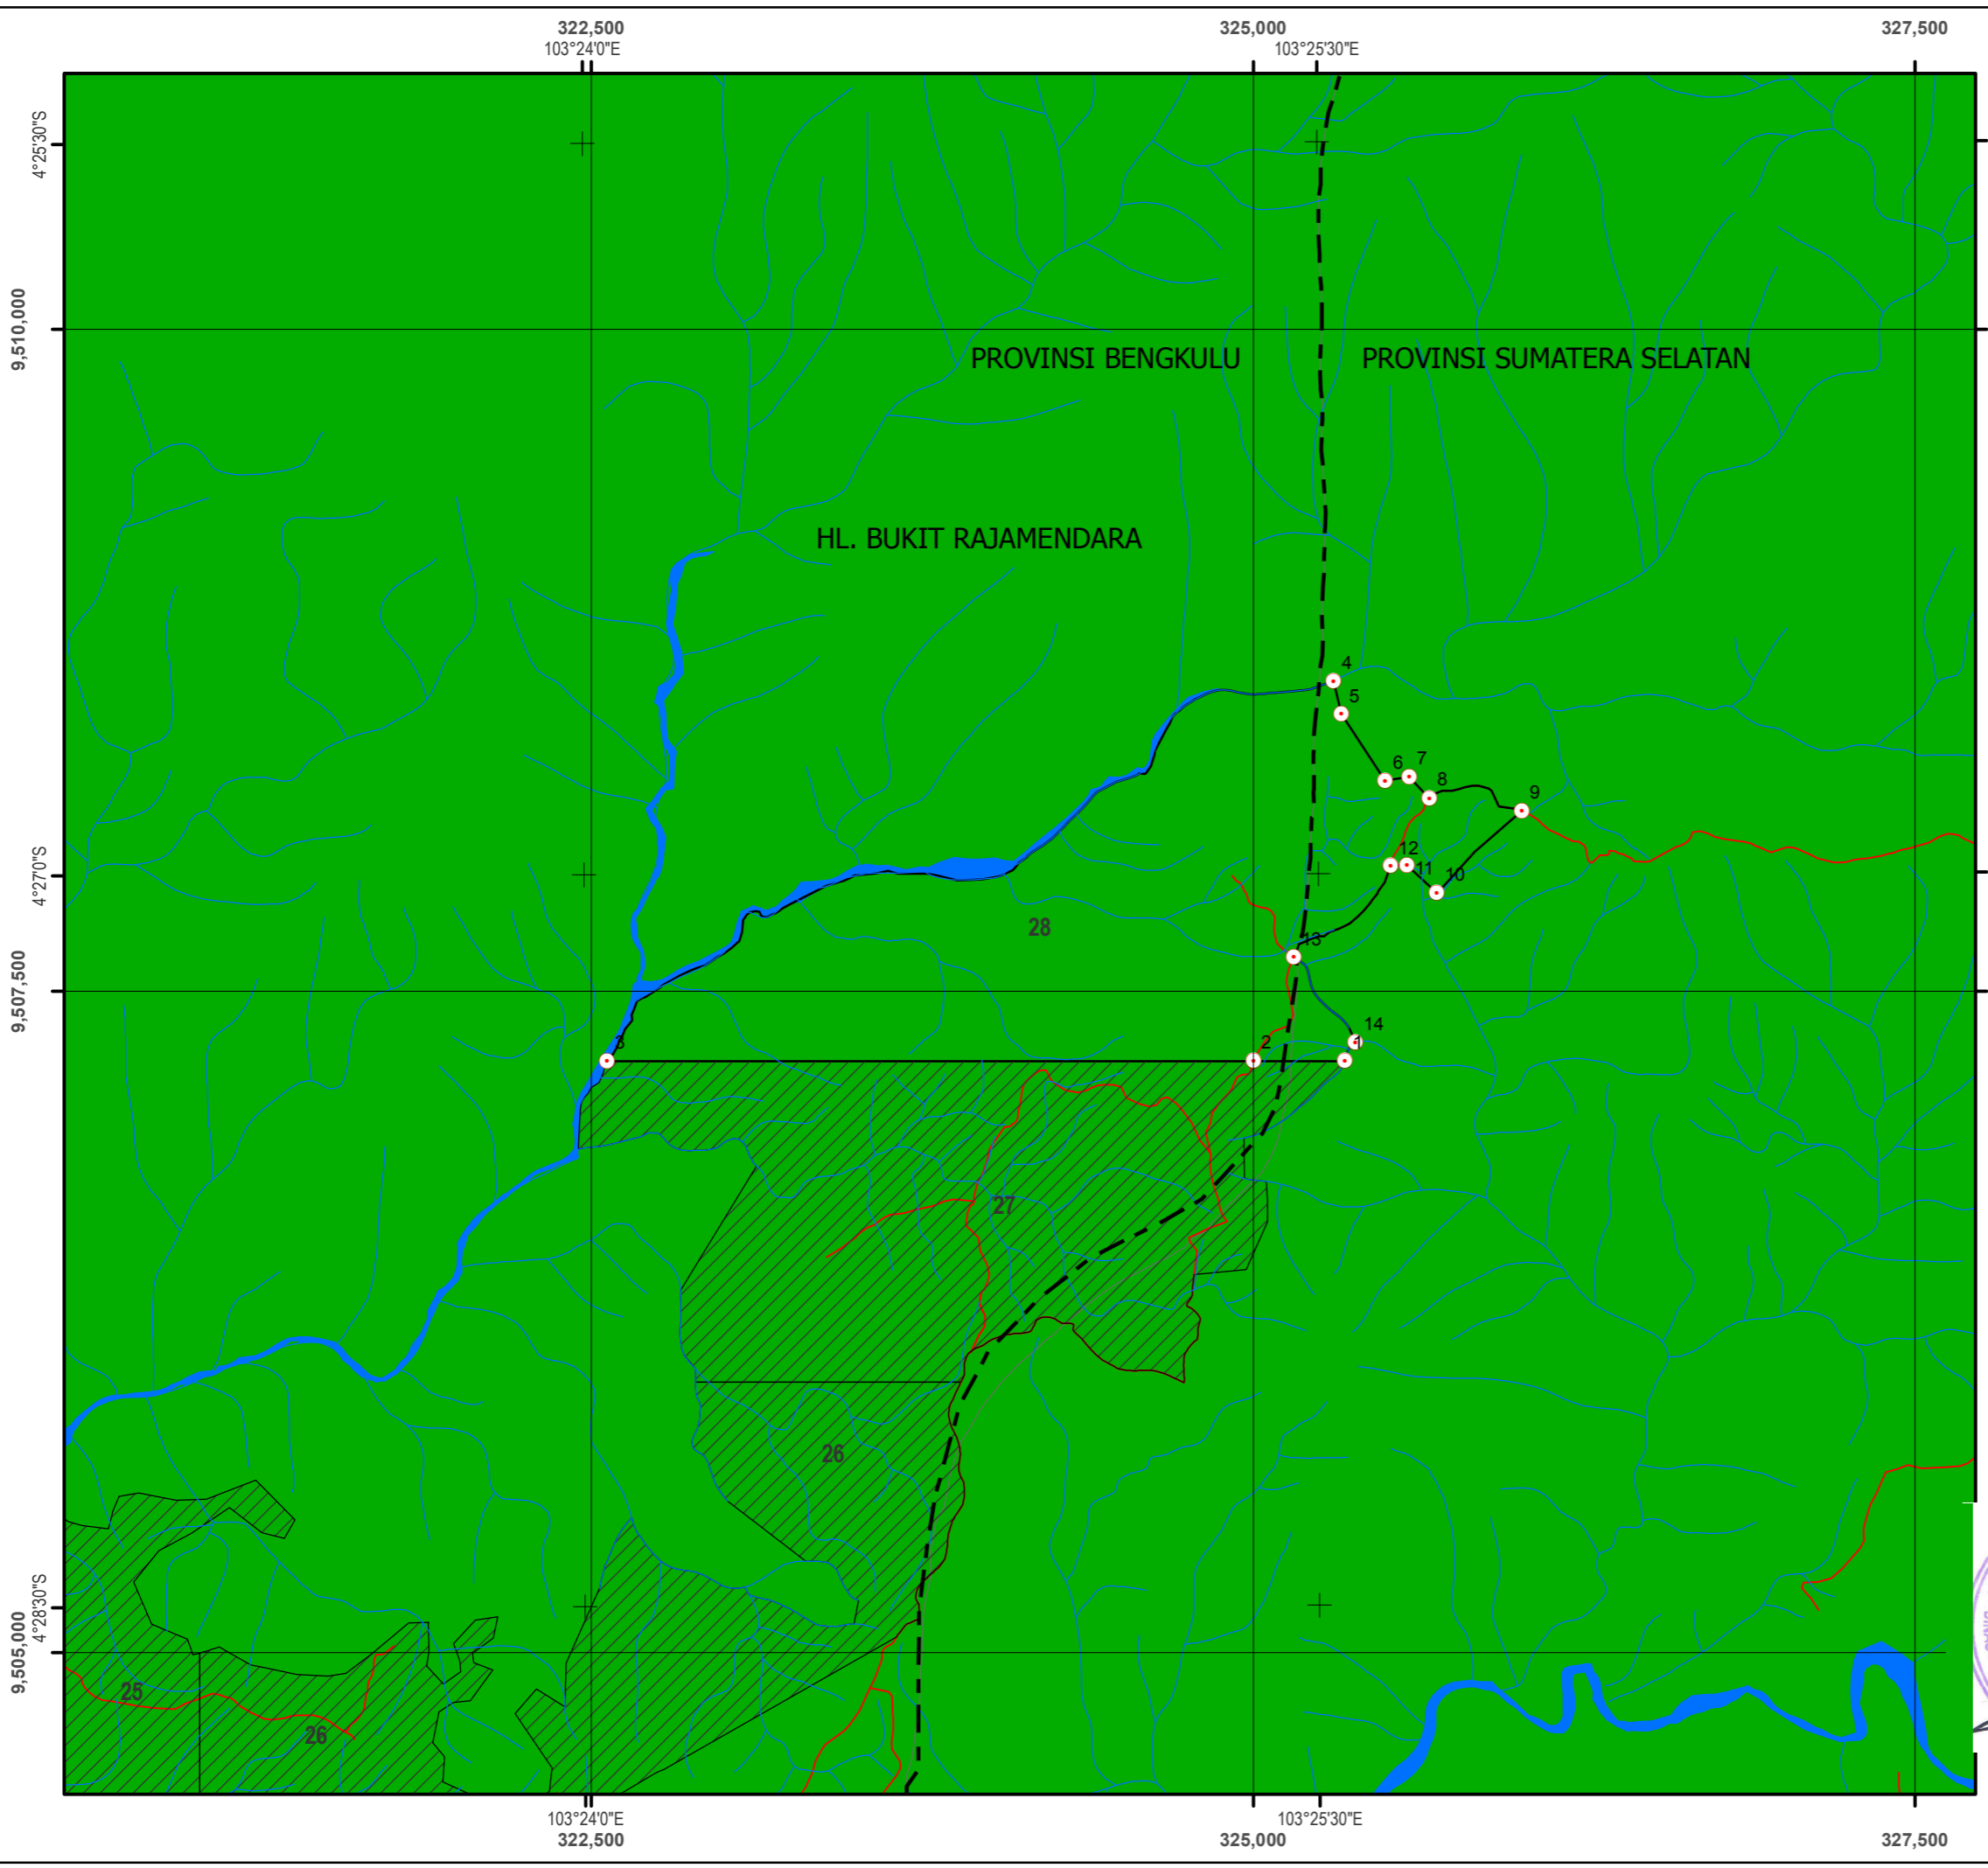 322,500 325,000 327,500
103°24'0"E 103°25'30"E
4°25'30"S
9,510,000
PROVINSI BENGKULU PROVINSI SUMATERA SELATAN
HL. BUKIT RAJAMENDARA
4
5
6 7
8
9
4°27'0"S
12
11
10
28
13
9,507,500
14
3 2 1
27
26
4°28'30"S
9,505,000
25
26
103°24'0"E 103°25'30"E
322,500 325,000
327,500